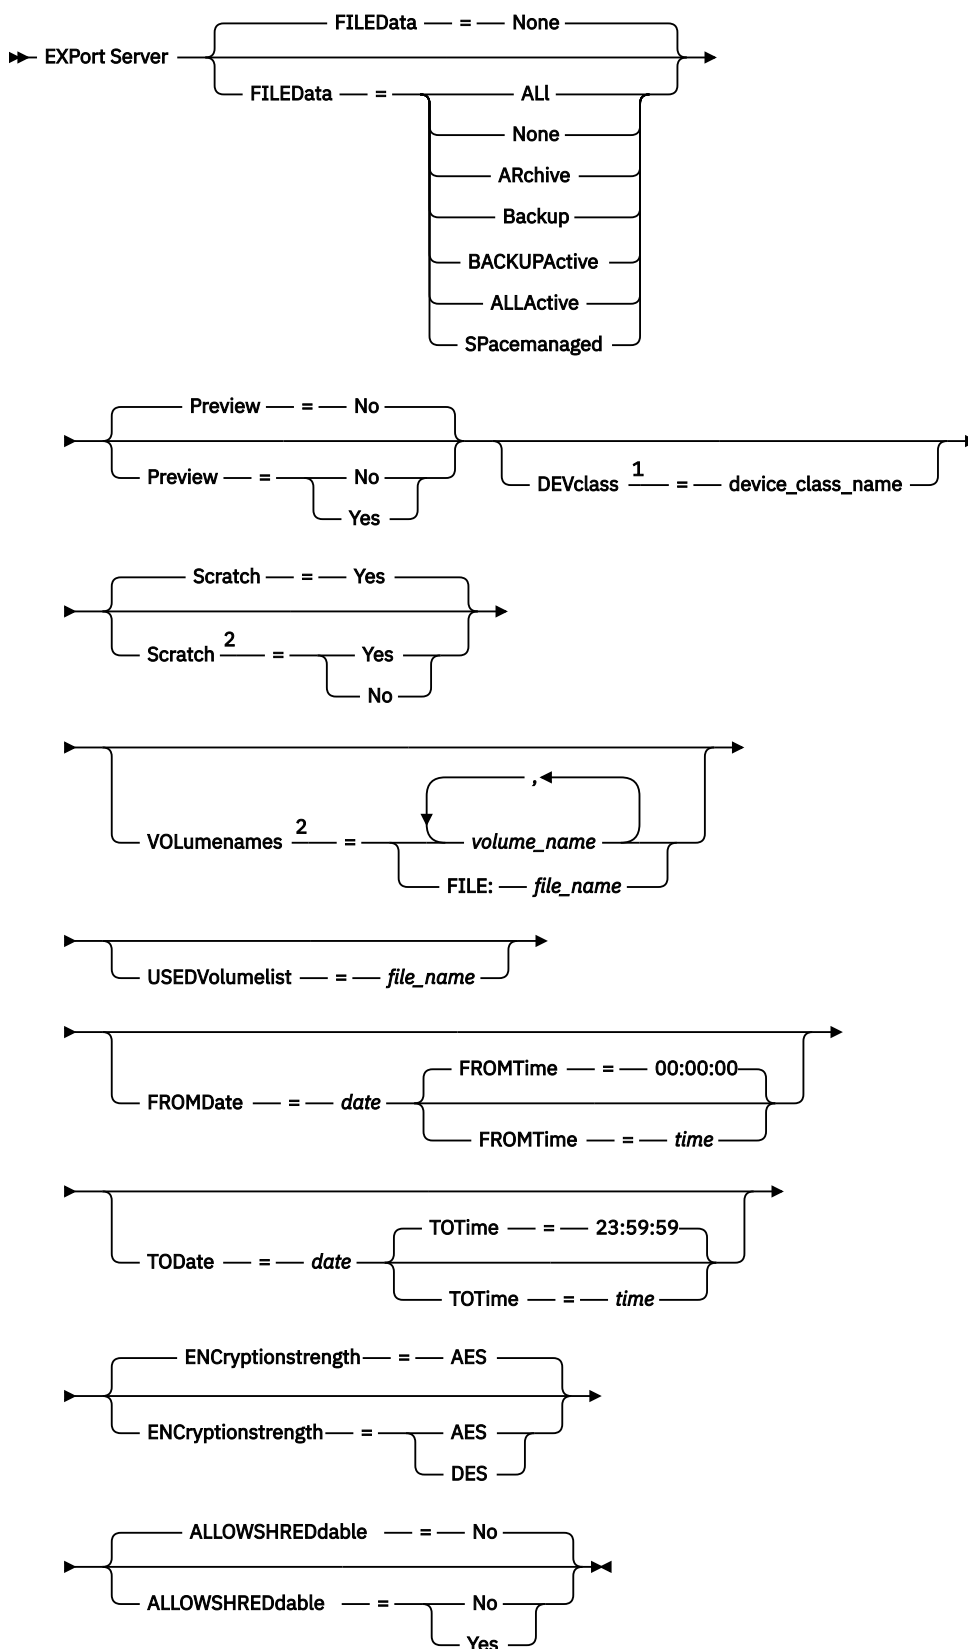 FILEData = None
EXPort Server
FILEData = ALl
None
ARchive
Backup
BACKUPActive
ALLActive
SPacemanaged
Preview = No
Preview = No
Yes
DEVclass 1 = device_class_name
Scratch = Yes
Scratch 2 = Yes
No
,
VOLumenames 2 = volume_name
FILE: file_name
USEDVolumelist = file_name
FROMTime = 00:00:00
FROMDate = date
FROMTime = time
TOTime = 23:59:59
TODate = date
TOTime = time
ENCryptionstrength = AES
ENCryptionstrength = AES
DES
ALLOWSHREDdable = No
ALLOWSHREDdable = No
Yes